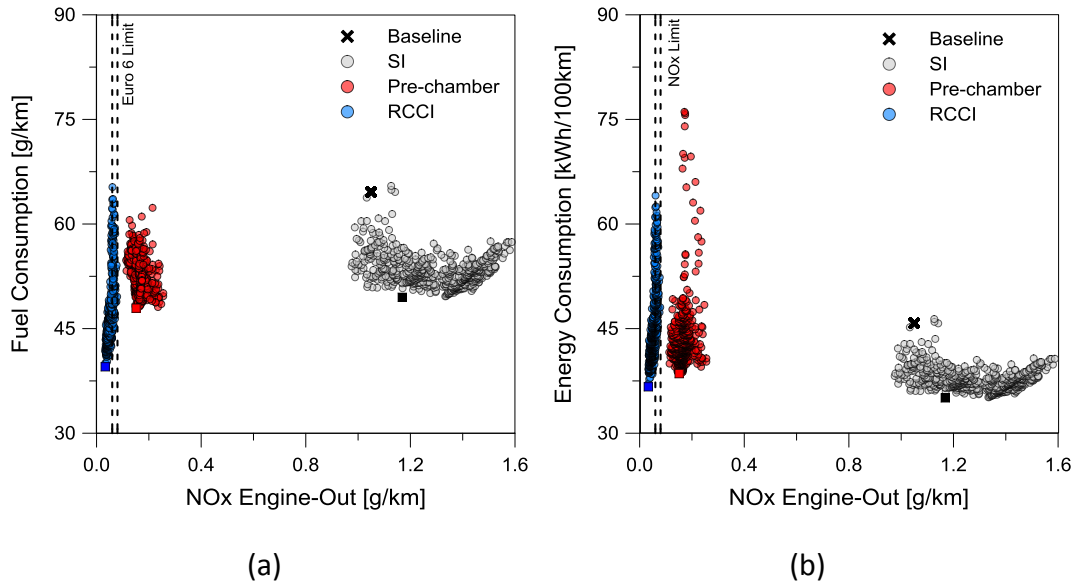 90
75
60
45
30
Fuel Consumption [g/km]
Euro 6 Limit
Baseline
SI
Pre-chamber
RCCI
0.0
0.4
0.8
1.2
1.6
NOx Engine-Out [g/km]
(a)
90
75
60
45
30
Energy Consumption [kWh/100km]
NOx Limit
Baseline
SI
Pre-chamber
RCCI
0.0
0.4
0.8
1.2
1.6
NOx Engine-Out [g/km]
(b)